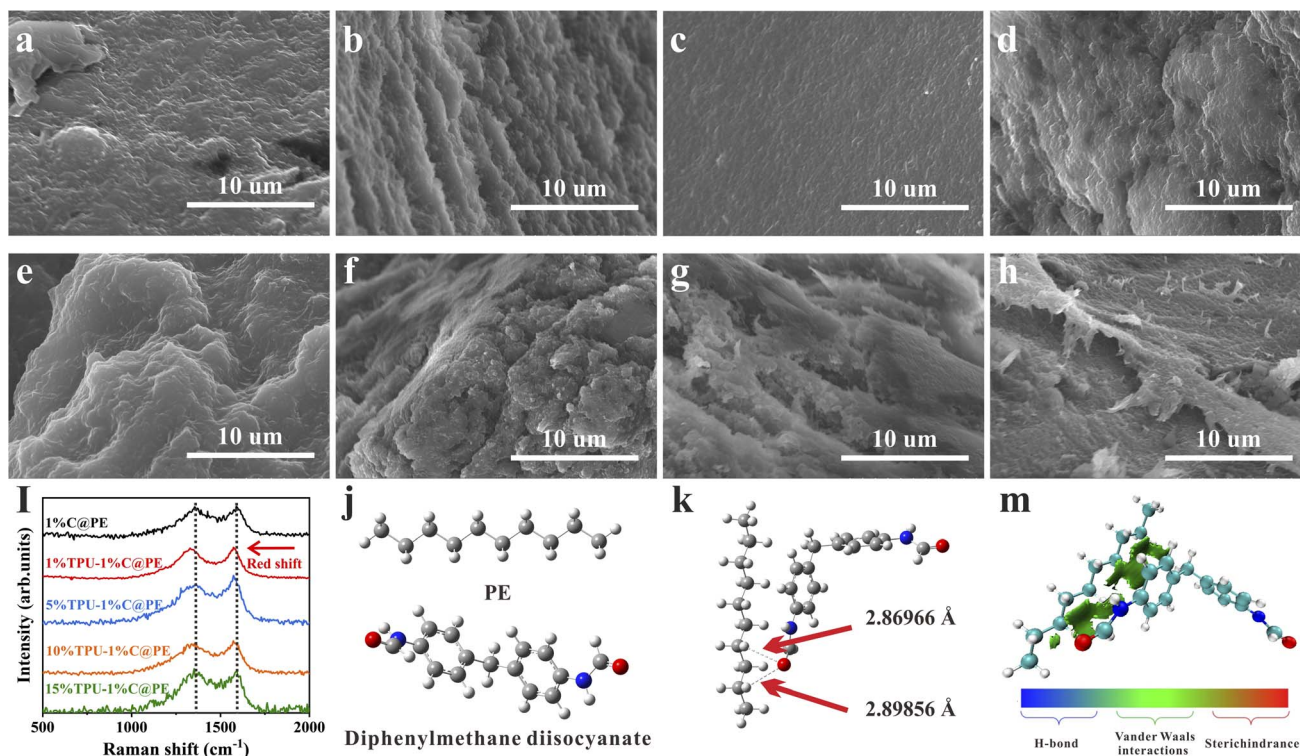 a
10 um
b
10 um
c
10 um
d
10 um
e
10 um
f
10 um
g
10 um
h
10 um
I
1%C@PE
1%TPU-1%C@PE
Red shift
5%TPU-1%C@PE
10%TPU-1%C@PE
15%TPU-1%C@PE
Intensity (arb.units)
500 1000 1500 2000
Raman shift (cm⁻¹)
j
PE
Diphenylmethane diisocyanate
k
2.86966 Å
2.89856 Å
m
H-bond
Vander Waals
interactions
Sterichindrance